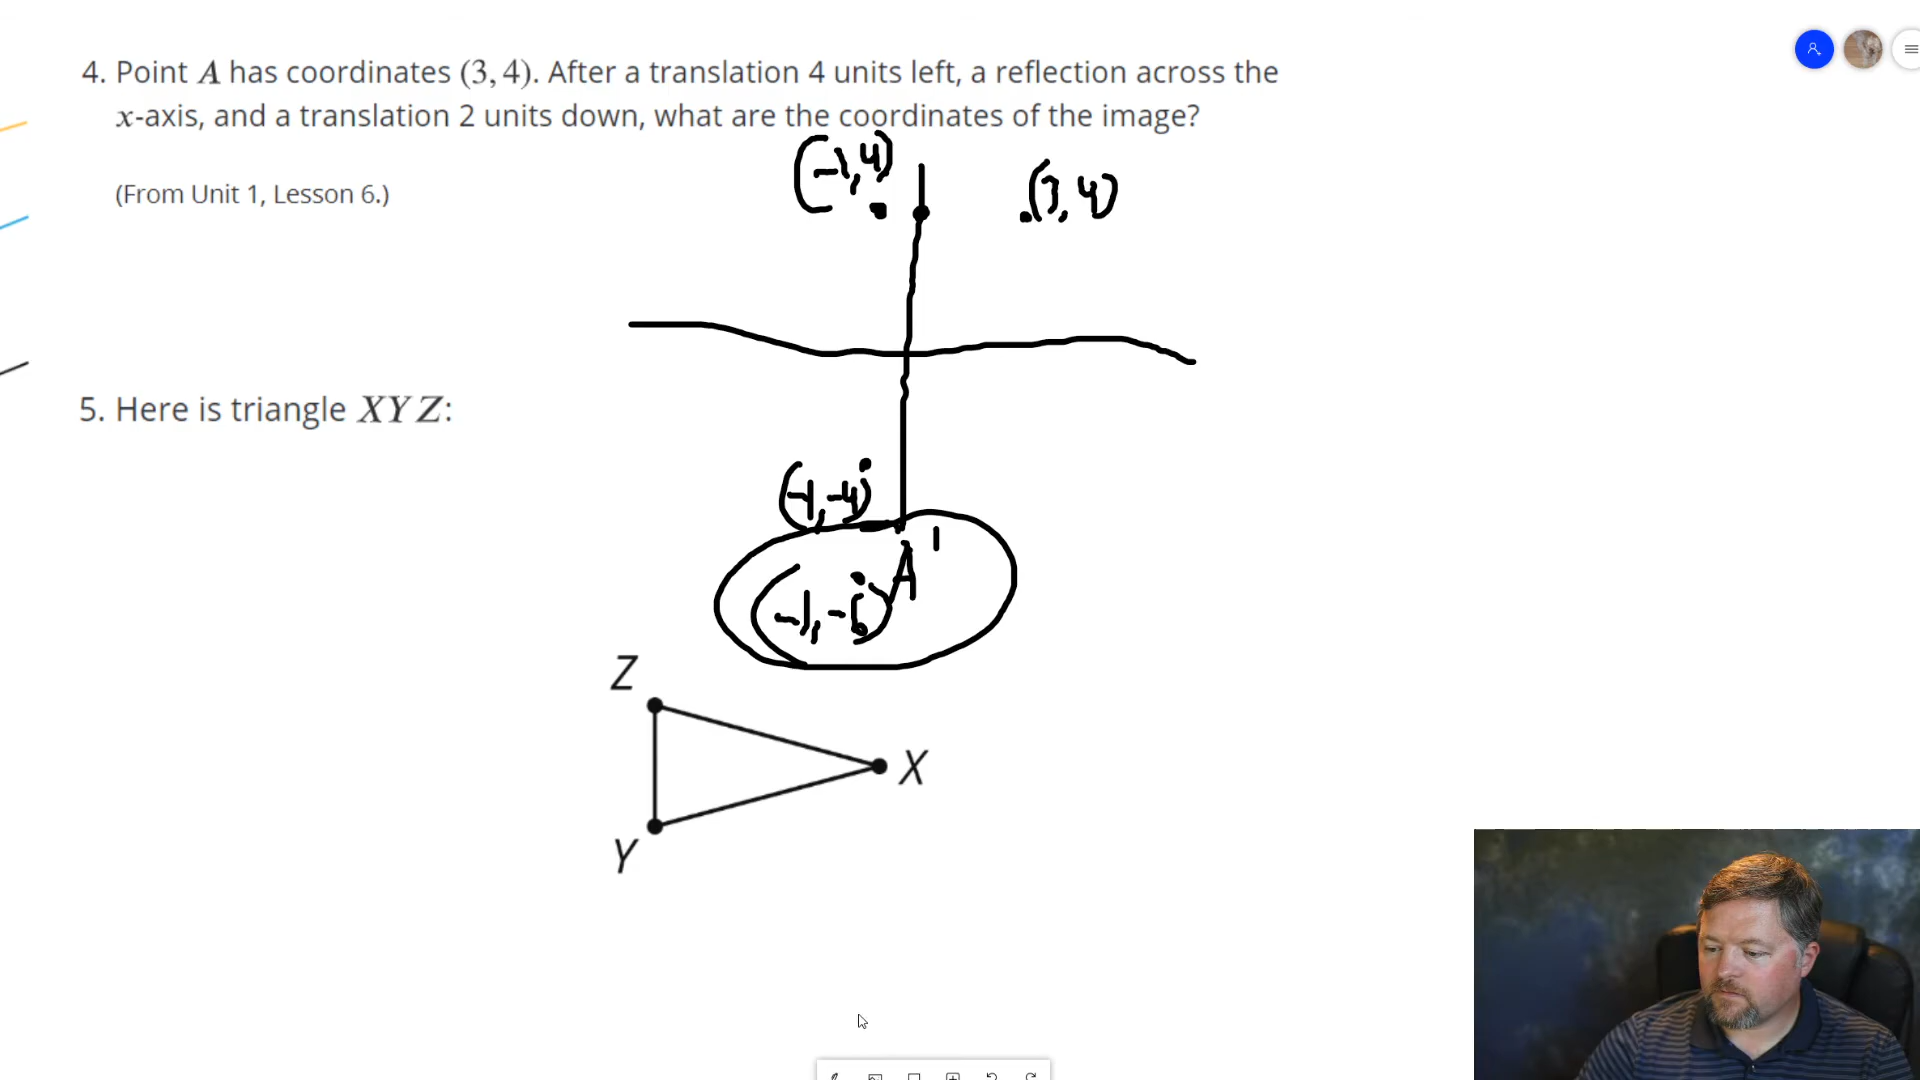 4. Point A has coordinates (3, 4). After a translation 4 units left, a reflection across the
x-axis, and a translation 2 units down, what are the coordinates of the image?
(-1, 4)
(3, 4)
(From Unit 1, Lesson 6.)
5. Here is triangle XYZ:
(-1, -4)
A'
(-1, -6)
Z
X
Y